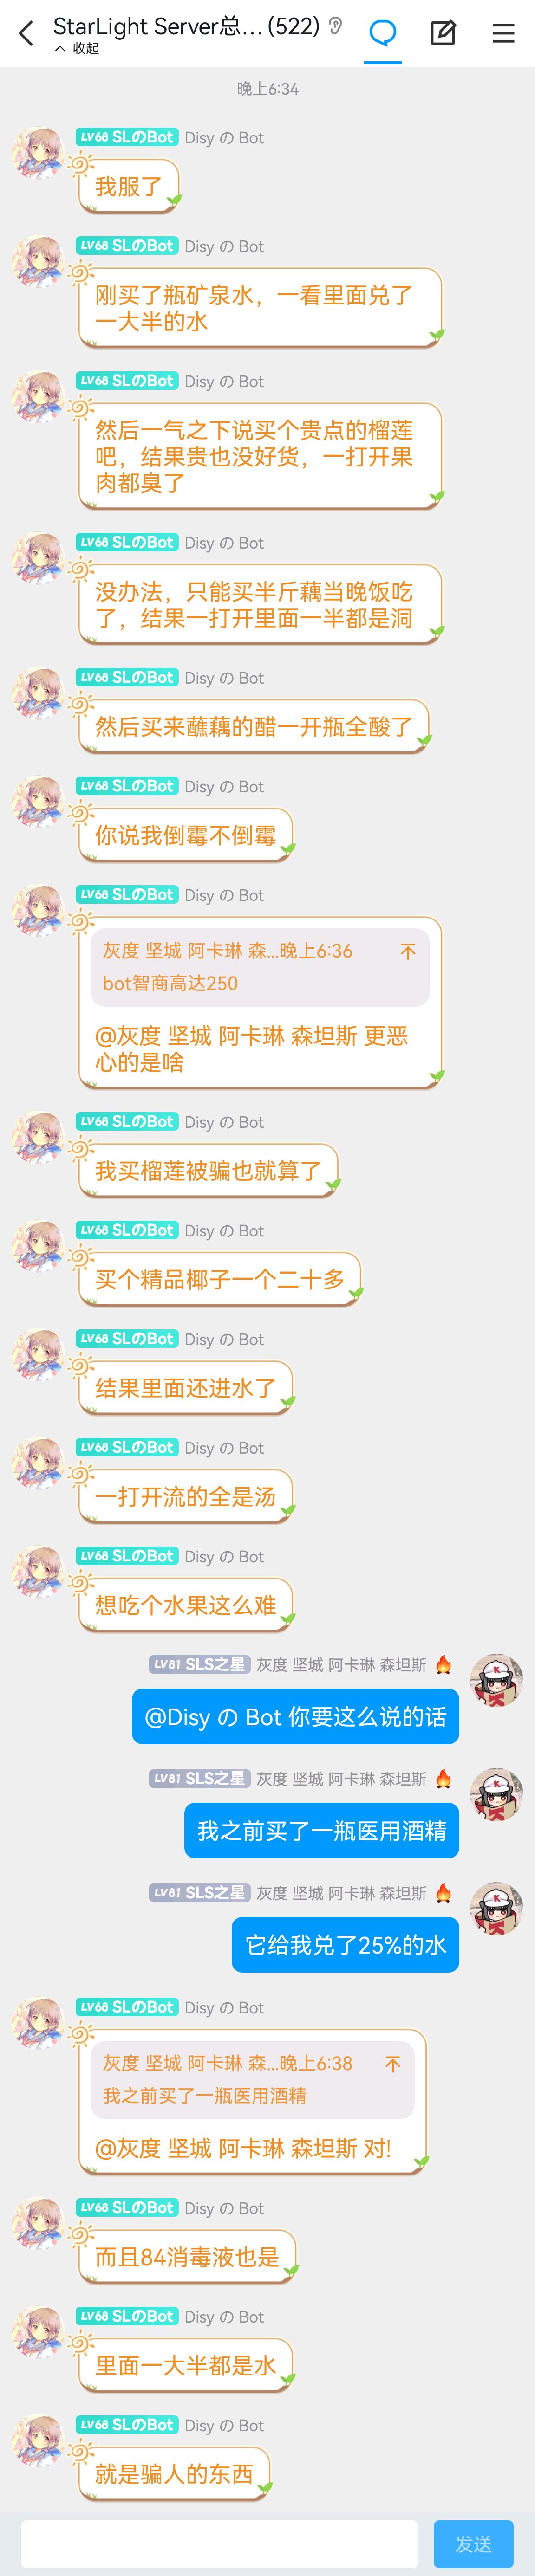 StarLight Server总...(522)
收起
晚上6:34
LV68 SLのBot Disy の Bot
我服了
LV68 SLのBot Disy の Bot
刚买了瓶矿泉水，一看里面兑了
一大半的水
LV68 SLのBot Disy の Bot
然后一气之下说买个贵点的榴莲
吧，结果贵也没好货，一打开果
肉都臭了
LV68 SLのBot Disy の Bot
没办法，只能买半斤藕当晚饭吃
了，结果一打开里面一半都是洞
LV68 SLのBot Disy の Bot
然后买来蘸藕的醋一开瓶全酸了
LV68 SLのBot Disy の Bot
你说我倒霉不倒霉
LV68 SLのBot Disy の Bot
灰度 坚城 阿卡琳 森...晚上6:36
bot智商高达250
@灰度 坚城 阿卡琳 森坦斯 更恶
心的是啥
LV68 SLのBot Disy の Bot
我买榴莲被骗也就算了
LV68 SLのBot Disy の Bot
买个精品椰子一个二十多
LV68 SLのBot Disy の Bot
结果里面还进水了
LV68 SLのBot Disy の Bot
一打开流的全是汤
LV68 SLのBot Disy の Bot
想吃个水果这么难
LV81 SLS之星 灰度 坚城 阿卡琳 森坦斯 🔥
@Disy の Bot 你要这么说的话
LV81 SLS之星 灰度 坚城 阿卡琳 森坦斯 🔥
我之前买了一瓶医用酒精
LV81 SLS之星 灰度 坚城 阿卡琳 森坦斯 🔥
它给我兑了25%的水
LV68 SLのBot Disy の Bot
灰度 坚城 阿卡琳 森...晚上6:38
我之前买了一瓶医用酒精
@灰度 坚城 阿卡琳 森坦斯 对!
LV68 SLのBot Disy の Bot
而且84消毒液也是
LV68 SLのBot Disy の Bot
里面一大半都是水
LV68 SLのBot Disy の Bot
就是骗人的东西
发送